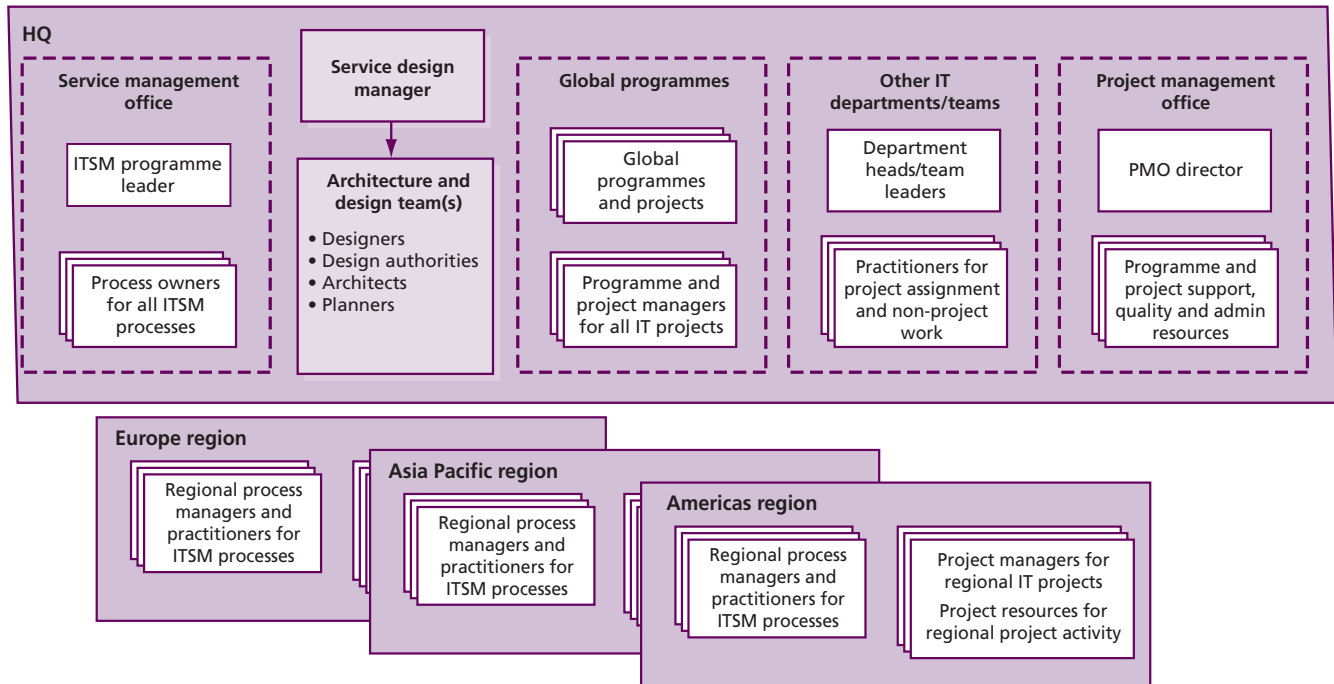 HQ
Service management
office
ITSM programme
leader
Process owners
for all ITSM
processes
Service design
manager
Architecture and
design team(s)
• Designers
• Design authorities
• Architects
• Planners
Global programmes
Global
programmes
and projects
Programme and
project managers
for all IT projects
Other IT
departments/teams
Department
heads/team
leaders
Practitioners for
project assignment
and non-project
work
Project management
office
PMO director
Programme and
project support,
quality and admin
resources
Europe region
Regional process
managers and
practitioners for
ITSM processes
Asia Pacific region
Regional process
managers and
practitioners for
ITSM processes
Americas region
Regional process
managers and
practitioners for
ITSM processes
Project managers for
regional IT projects
Project resources for
regional project activity